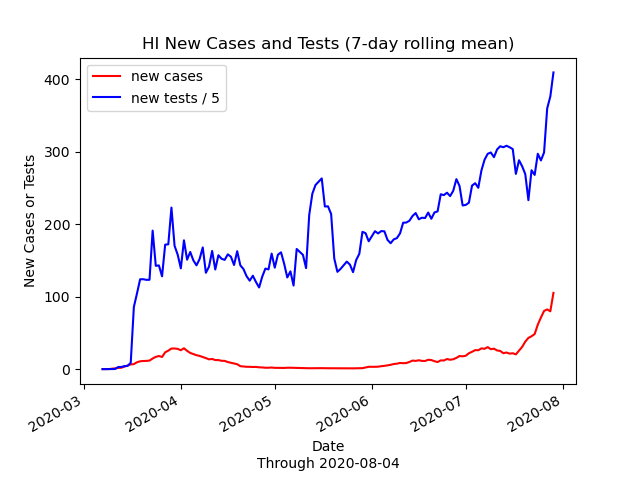 HI New Cases and Tests (7-day rolling mean)
new cases
new tests / 5
New Cases or Tests
400
300
200
100
0
2020-03
2020-04
2020-05
2020-06
2020-07
2020-08
Date
Through 2020-08-04